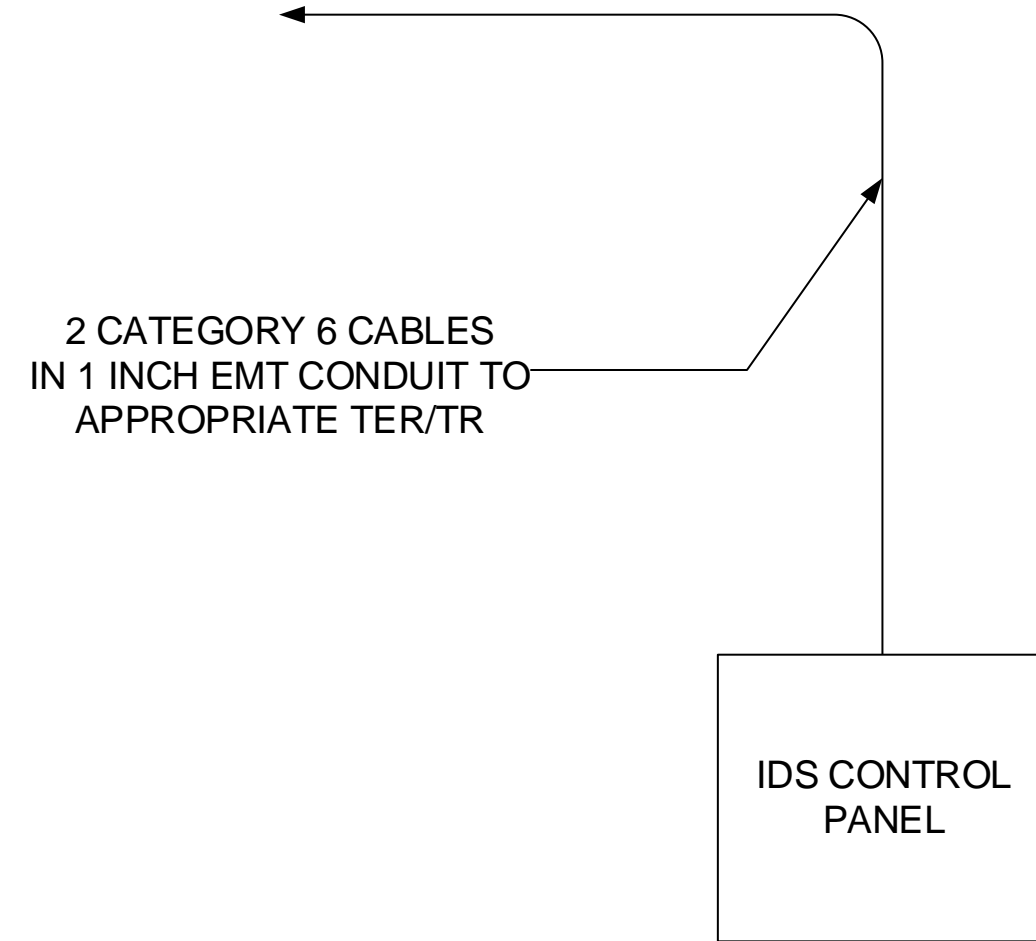 2 CATEGORY 6 CABLES
IN 1 INCH EMT CONDUIT TO
APPROPRIATE TER/TR
IDS CONTROL
PANEL